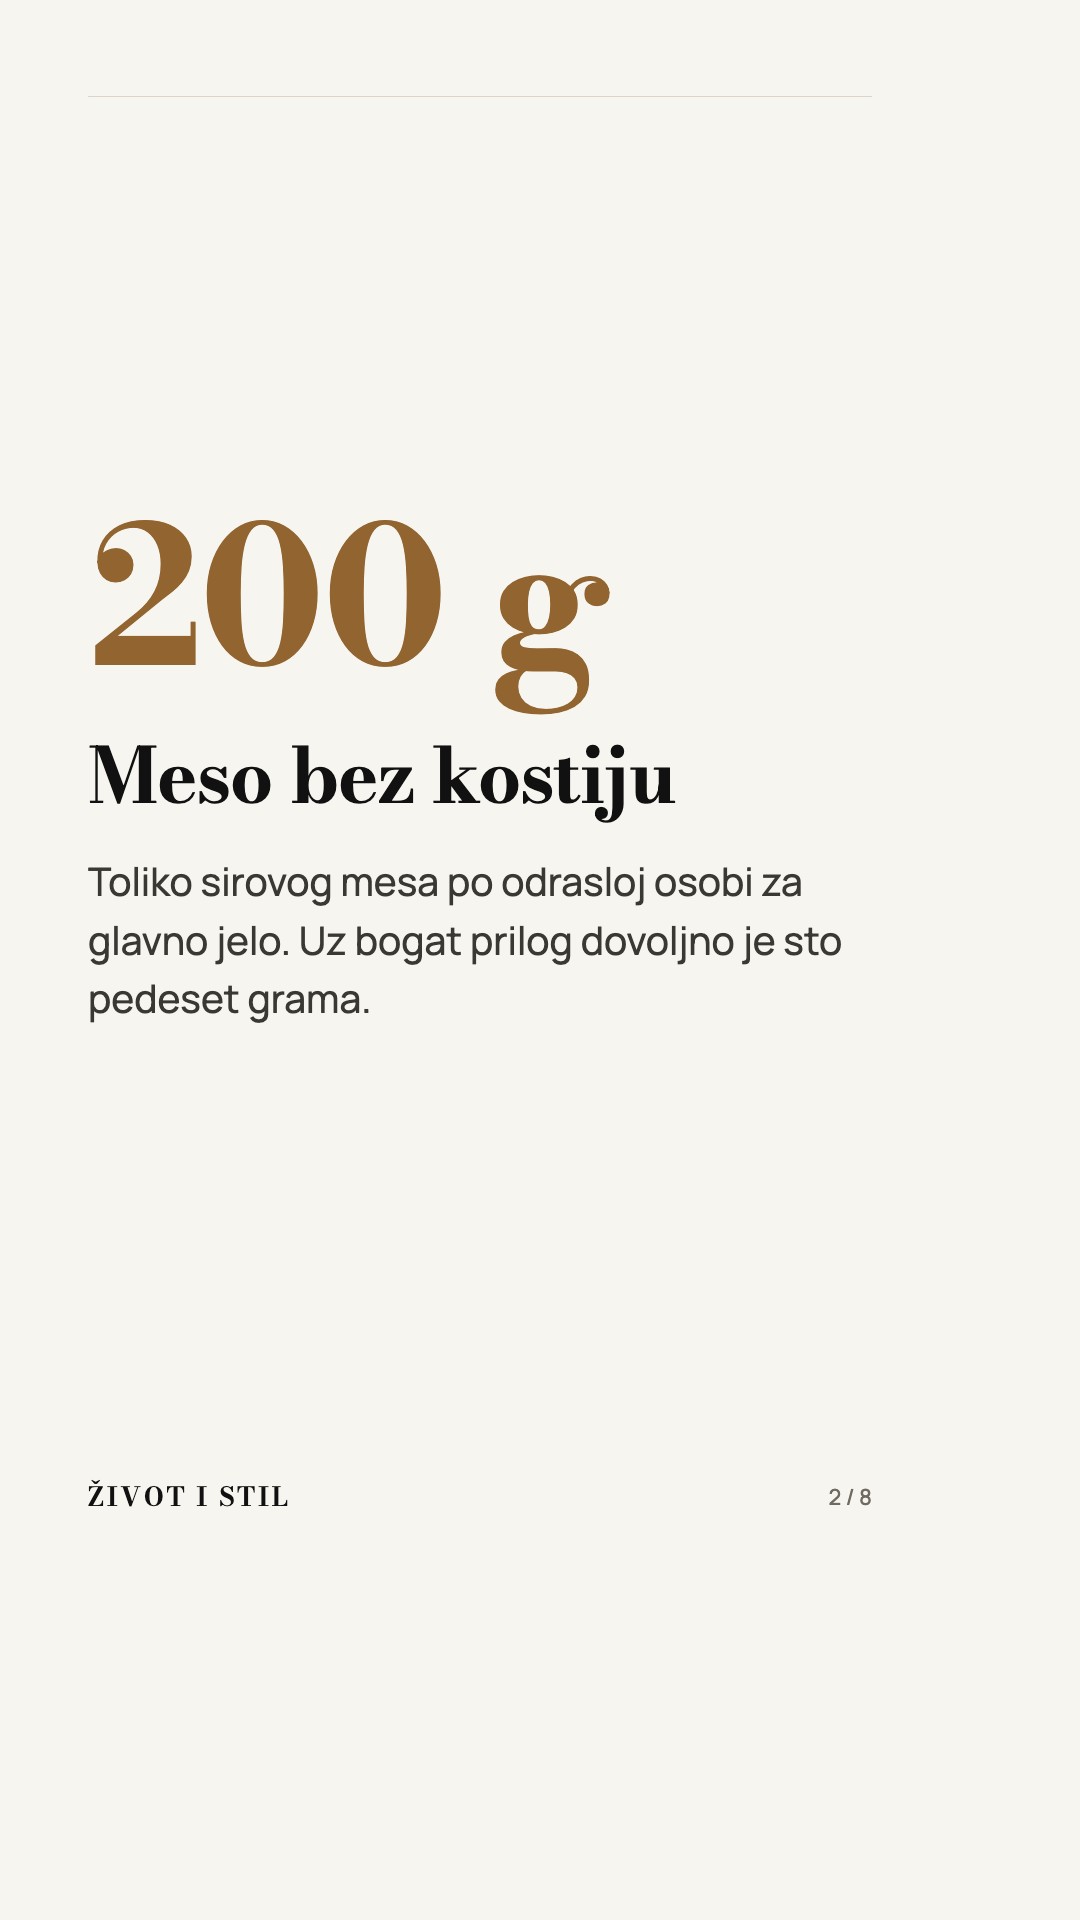 200 g
Meso bez kostiju
Toliko sirovog mesa po odrasloj osobi za
glavno jelo. Uz bogat prilog dovoljno je sto
pedeset grama.
ŽIVOT I STIL
2 / 8